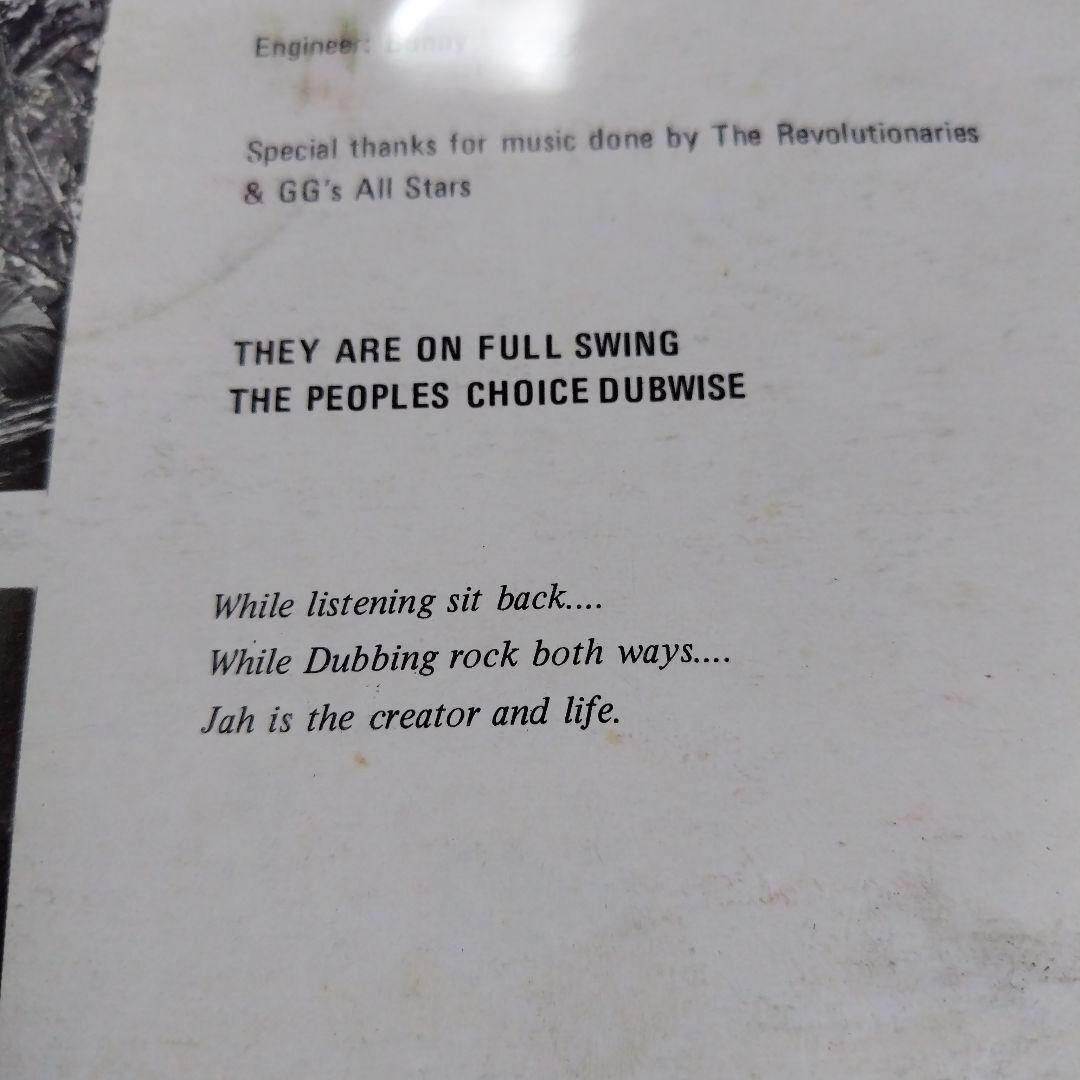 Engineer: Bunny
Special thanks for music done by The Revolutionaries
& GG's All Stars
THEY ARE ON FULL SWING
THE PEOPLES CHOICE DUBWISE
While listening sit back....
While Dubbing rock both ways....
Jah is the creator and life.